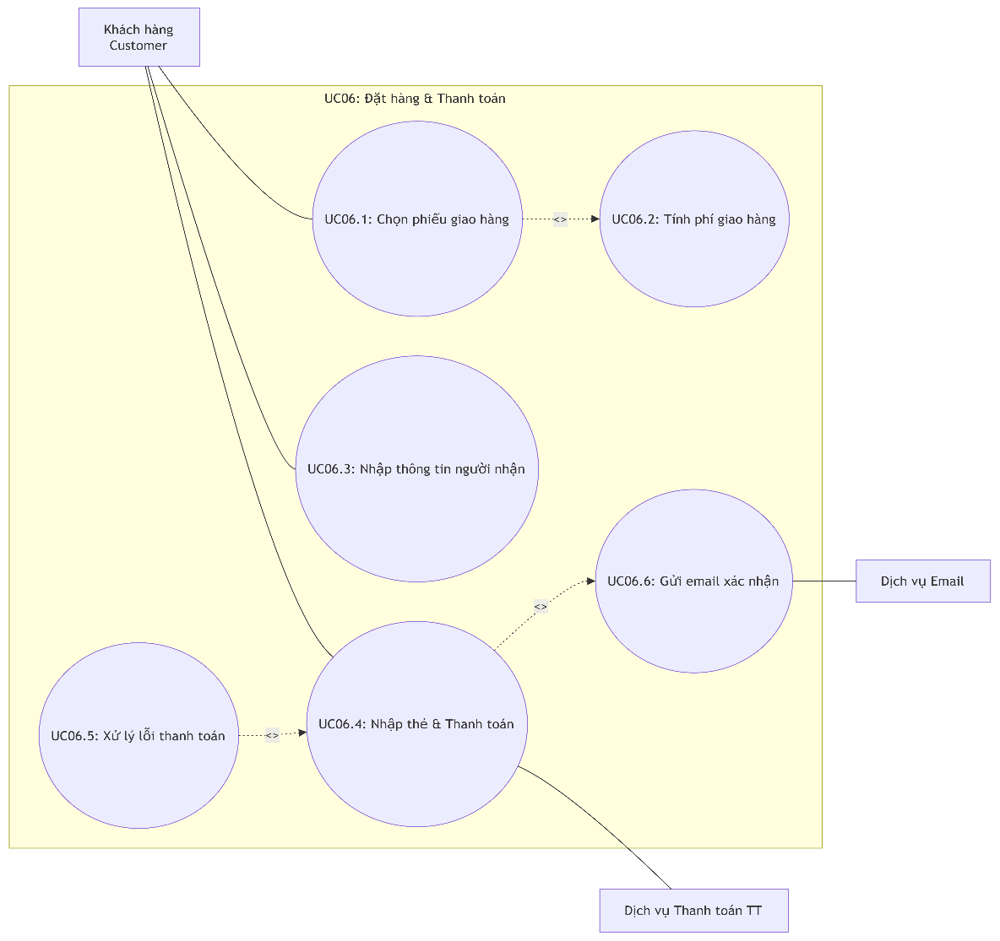 Khách hàng
Customer
UC06: Đặt hàng & Thanh toán
UC06.1: Chọn phiếu giao hàng
<>
UC06.2: Tính phí giao hàng
UC06.3: Nhập thông tin người nhận
UC06.6: Gửi email xác nhận
Dịch vụ Email
<>
UC06.5: Xử lý lỗi thanh toán
<>
UC06.4: Nhập thẻ & Thanh toán
Dịch vụ Thanh toán TT